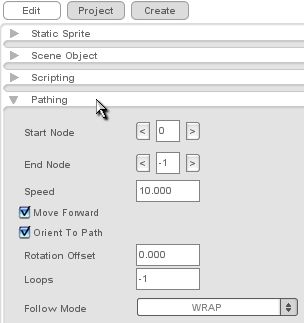 Edit Project Create
Static Sprite
Scene Object
Scripting
Pathing
Start Node < 0 >
End Node < -1 >
Speed 10.000
Move Forward
Orient To Path
Rotation Offset 0.000
Loops -1
Follow Mode WRAP